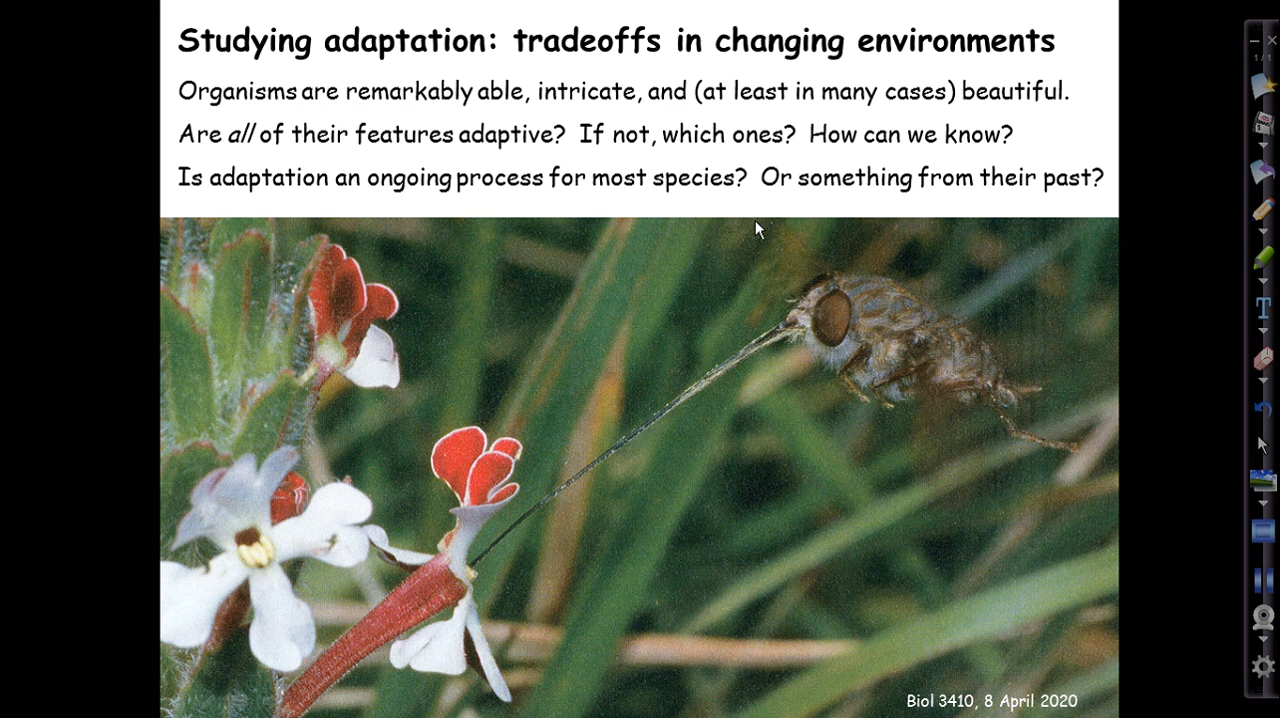 Studying adaptation: tradeoffs in changing environments
Organisms are remarkably able, intricate, and (at least in many cases) beautiful.
Are all of their features adaptive? If not, which ones? How can we know?
Is adaptation an ongoing process for most species? Or something from their past?
1/1
T
Biol 3410, 8 April 2020